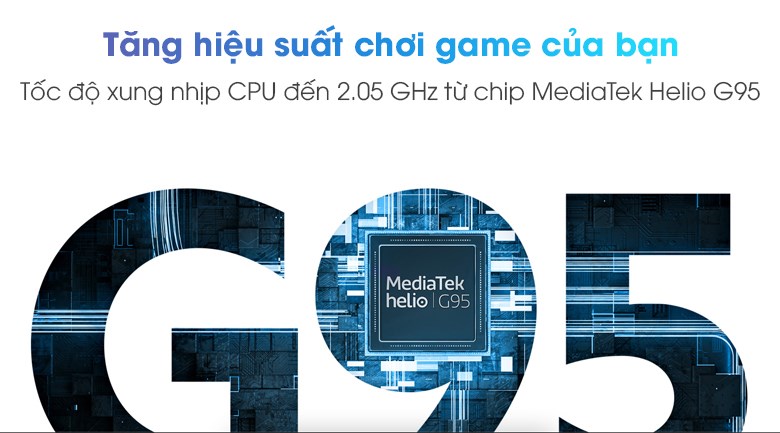 Tăng hiệu suất chơi game của bạn
Tốc độ xung nhịp CPU đến 2.05 GHz từ chip MediaTek Helio G95
G95
MediaTek
helio | G95